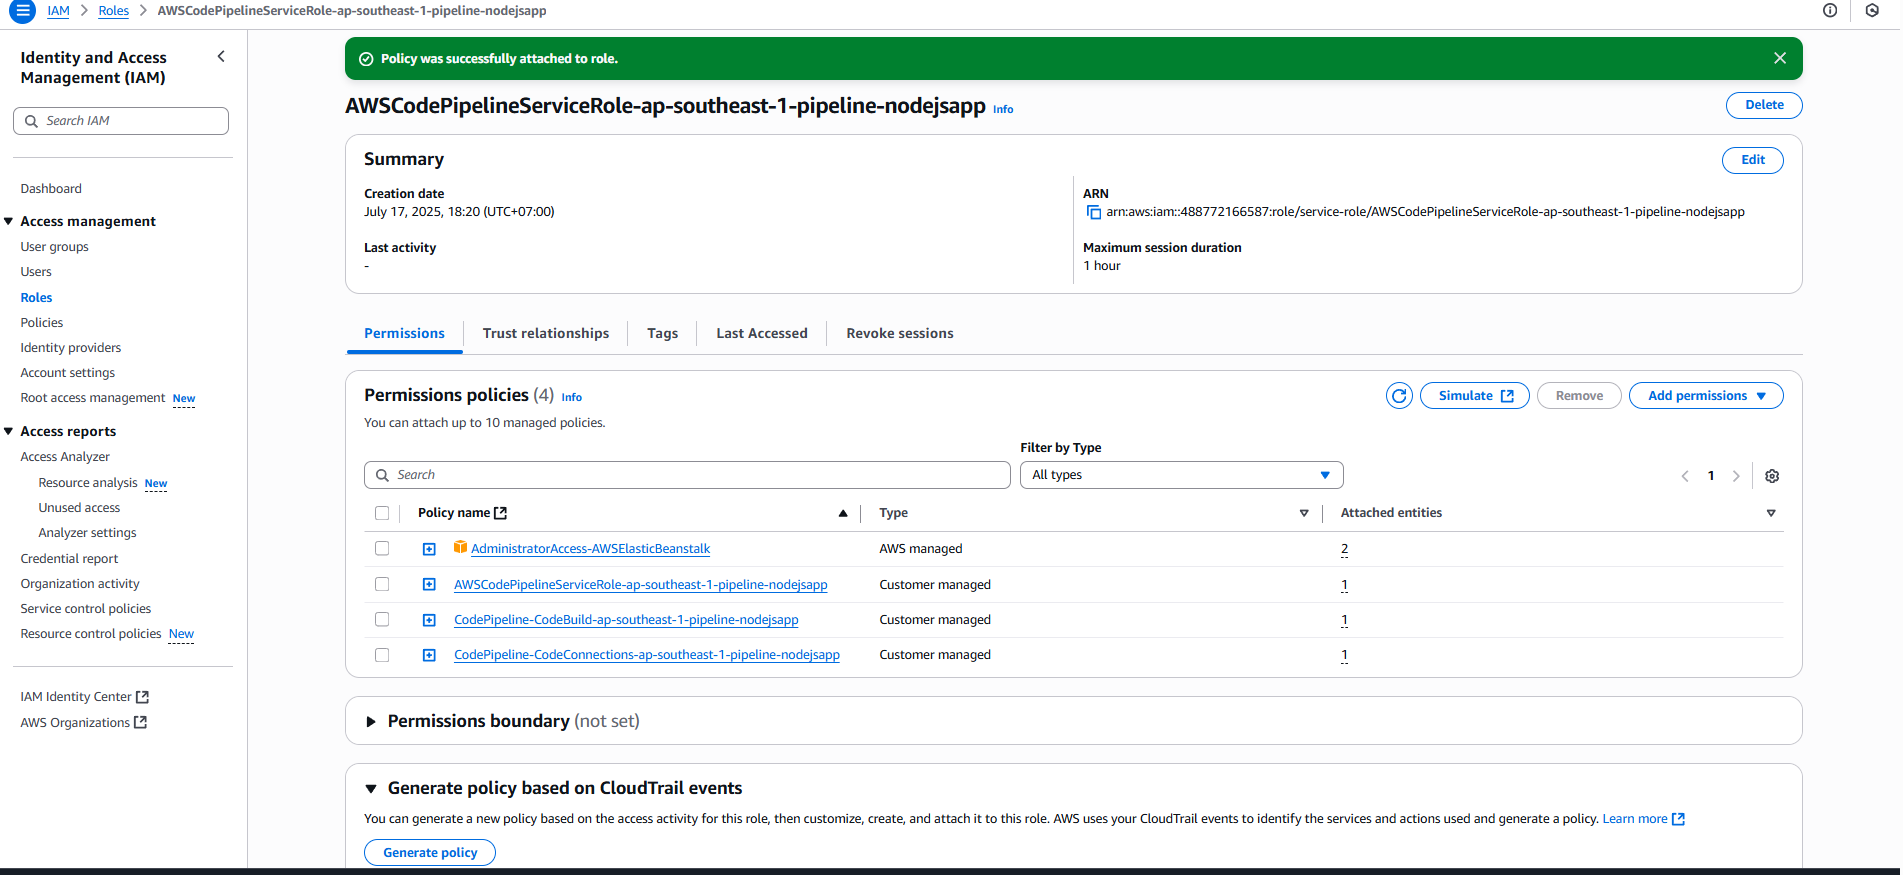 IAM > Roles > AWSCodePipelineServiceRole-ap-southeast-1-pipeline-nodejsapp
Identity and Access
Management (IAM)
Search IAM
Dashboard
Access management
User groups
Users
Roles
Policies
Identity providers
Account settings
Root access management New
Access reports
Access Analyzer
Resource analysis New
Unused access
Analyzer settings
Credential report
Organization activity
Service control policies
Resource control policies New
IAM Identity Center
AWS Organizations
Policy was successfully attached to role.
AWSCodePipelineServiceRole-ap-southeast-1-pipeline-nodejsapp Info
Delete
Summary
Edit
Creation date
July 17, 2025, 18:20 (UTC+07:00)
ARN
arn:aws:iam::488772166587:role/service-role/AWSCodePipelineServiceRole-ap-southeast-1-pipeline-nodejsapp
Last activity
-
Maximum session duration
1 hour
Permissions
Trust relationships
Tags
Last Accessed
Revoke sessions
Permissions policies (4) Info
You can attach up to 10 managed policies.
Simulate
Remove
Add permissions
Filter by Type
Search
All types
1
Policy name Type Attached entities
AdministratorAccess-AWSElasticBeanstalk AWS managed 2
AWSCodePipelineServiceRole-ap-southeast-1-pipeline-nodejsapp Customer managed 1
CodePipeline-CodeBuild-ap-southeast-1-pipeline-nodejsapp Customer managed 1
CodePipeline-CodeConnections-ap-southeast-1-pipeline-nodejsapp Customer managed 1
Permissions boundary (not set)
Generate policy based on CloudTrail events
You can generate a new policy based on the access activity for this role, then customize, create, and attach it to this role. AWS uses your CloudTrail events to identify the services and actions used and generate a policy. Learn more
Generate policy